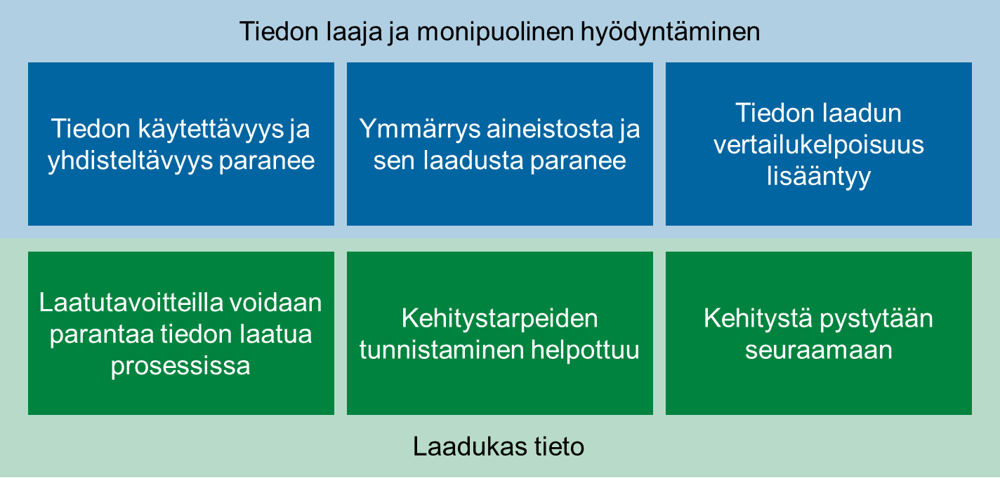 Tiedon laaja ja monipuolinen hyödyntäminen
Tiedon käytettävyys ja
yhdisteltävyys paranee
Ymmärrys aineistosta ja
sen laadusta paranee
Tiedon laadun
vertailukelpoisuus
lisääntyy
Laatutavoitteilla voidaan
parantaa tiedon laatua
prosessissa
Kehitystarpeiden
tunnistaminen helpottuu
Kehitystä pystytään
seuraamaan
Laadukas tieto